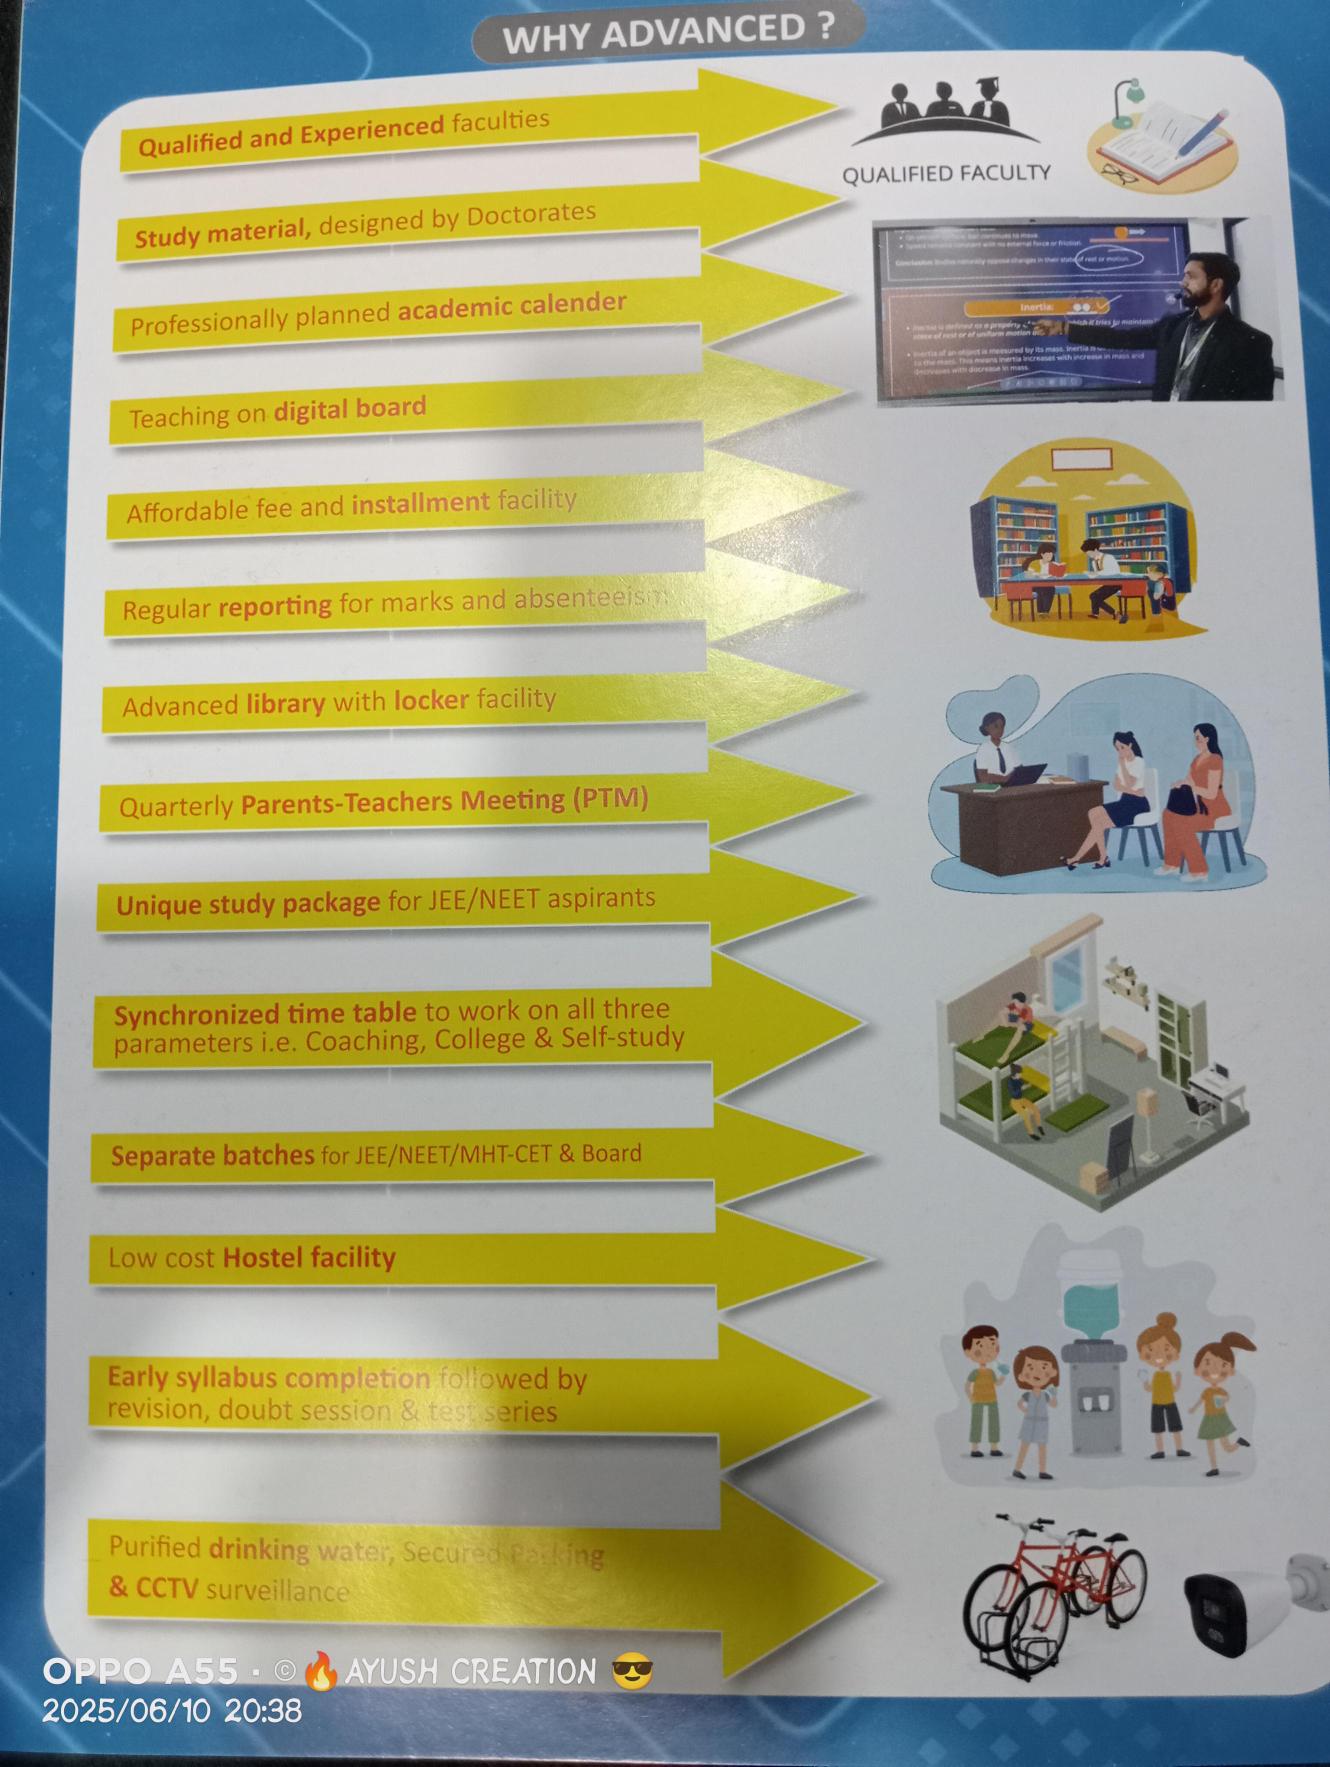 WHY ADVANCED ?
Qualified and Experienced faculties
QUALIFIED FACULTY
Study material, designed by Doctorates
Professionally planned academic calender
Inertia:
Teaching on digital board
Affordable fee and installment facility
Regular reporting for marks and absenteeism
Advanced library with locker facility
Quarterly Parents-Teachers Meeting (PTM)
Unique study package for JEE/NEET aspirants
Synchronized time table to work on all three
parameters i.e. Coaching, College & Self-study
Separate batches for JEE/NEET/MHT-CET & Board
Low cost Hostel facility
Early syllabus completion followed by
revision, doubt session & test series
Purified drinking water, Secured Parking
& CCTV surveillance
OPPO A55 · ©🔥AYUSH CREATION 😎
2025/06/10 20:38